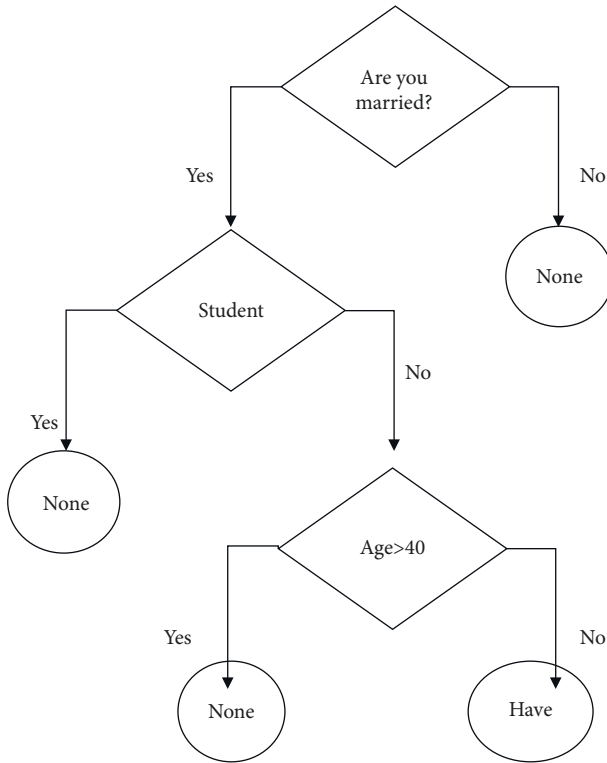 Are you
married?
Yes
No
None
Student
Yes
No
None
Age>40
Yes
No
None
Have